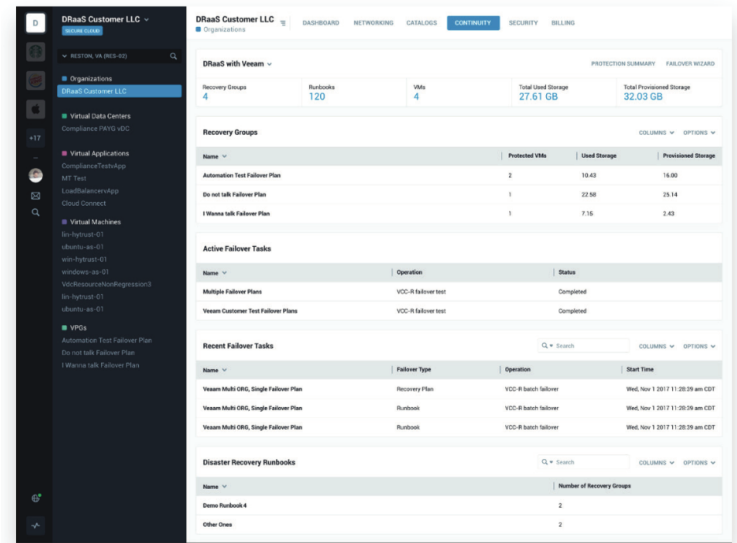 D
+17
DRaaS Customer LLC
SECURE CLOUD
RESTON, VA (RES-02)
Organizations
DRaaS Customer LLC
Virtual Data Centers
Compliance PAYG vDC
Virtual Applications
ComplianceTestvApp
MT Test
LoadBalancervApp
Cloud Connect
Virtual Machines
lin-hytrust-01
ubuntu-as-01
win-hytrust-01
windows-as-01
VdcResourceNonRegression3
lin-hytrust-01
ubuntu-as-01
VPGs
Automation Test Failover Plan
Do not talk Failover Plan
I Wanna talk Failover Plan
DRaaS Customer LLC
Organizations
DASHBOARD NETWORKING CATALOGS CONTINUITY SECURITY BILLING
DRaaS with Veeam PROTECTION SUMMARY FAILOVER WIZARD
Recovery Groups Runbooks VMs Total Used Storage Total Provisioned Storage
4 120 4 27.61 GB 32.03 GB
Recovery Groups COLUMNS OPTIONS
Name Protected VMs Used Storage Provisioned Storage
Automation Test Failover Plan 2 10.43 16.00
Do not talk Failover Plan 1 22.58 25.14
I Wanna talk Failover Plan 1 7.15 2.43
Active Failover Tasks
Name Operation Status
Multiple Failover Plans VCC-R failover test Completed
Veeam Customer Test Failover Plans VCC-R failover test Completed
Recent Failover Tasks Search COLUMNS OPTIONS
Name Failover Type Operation Start Time
Veeam Multi ORG, Single Failover Plan Recovery Plan VCC-R batch failover Wed, Nov 1 2017 11:28:39 am CDT
Veeam Multi ORG, Single Failover Plan Runbook VCC-R batch failover Wed, Nov 1 2017 11:28:39 am CDT
Veeam Multi ORG, Single Failover Plan Runbook VCC-R batch failover Wed, Nov 1 2017 11:28:39 am CDT
Disaster Recovery Runbooks Search COLUMNS OPTIONS
Name Number of Recovery Groups
Demo Runbook 4 2
Other Ones 2